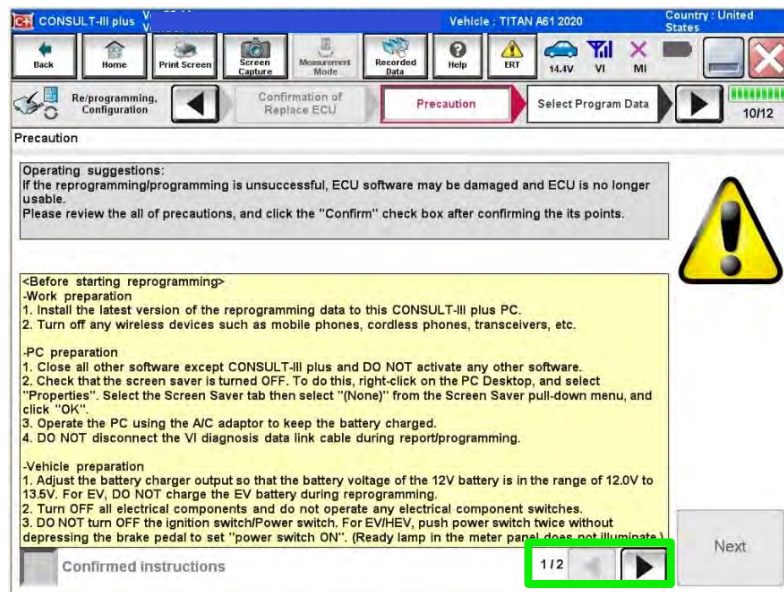 CONSULT-III plus
Vehicle : TITAN A61 2020
Country : United States
Back
Home
Print Screen
Screen Capture
Measurement Mode
Recorded Data
Help
ERT
14.4V
VI
MI
Re/programming, Configuration
Confirmation of Replace ECU
Precaution
Select Program Data
10/12
Precaution
Operating suggestions:
If the reprogramming/programming is unsuccessful, ECU software may be damaged and ECU is no longer
usable.
Please review the all of precautions, and click the "Confirm" check box after confirming the its points.
<Before starting reprogramming>
-Work preparation
1. Install the latest version of the reprogramming data to this CONSULT-III plus PC.
2. Turn off any wireless devices such as mobile phones, cordless phones, transceivers, etc.
-PC preparation
1. Close all other software except CONSULT-III plus and DO NOT activate any other software.
2. Check that the screen saver is turned OFF. To do this, right-click on the PC Desktop, and select
"Properties". Select the Screen Saver tab then select "(None)" from the Screen Saver pull-down menu, and
click "OK".
3. Operate the PC using the A/C adaptor to keep the battery charged.
4. DO NOT disconnect the VI diagnosis data link cable during report/programming.
-Vehicle preparation
1. Adjust the battery charger output so that the battery voltage of the 12V battery is in the range of 12.0V to
13.5V. For EV, DO NOT charge the EV battery during reprogramming.
2. Turn OFF all electrical components and do not operate any electrical component switches.
3. DO NOT turn OFF the ignition switch/Power switch. For EV/HEV, push power switch twice without
depressing the brake pedal to set "power switch ON". (Ready lamp in the meter panel does not illuminate.)
Confirmed instructions
1/2
Next